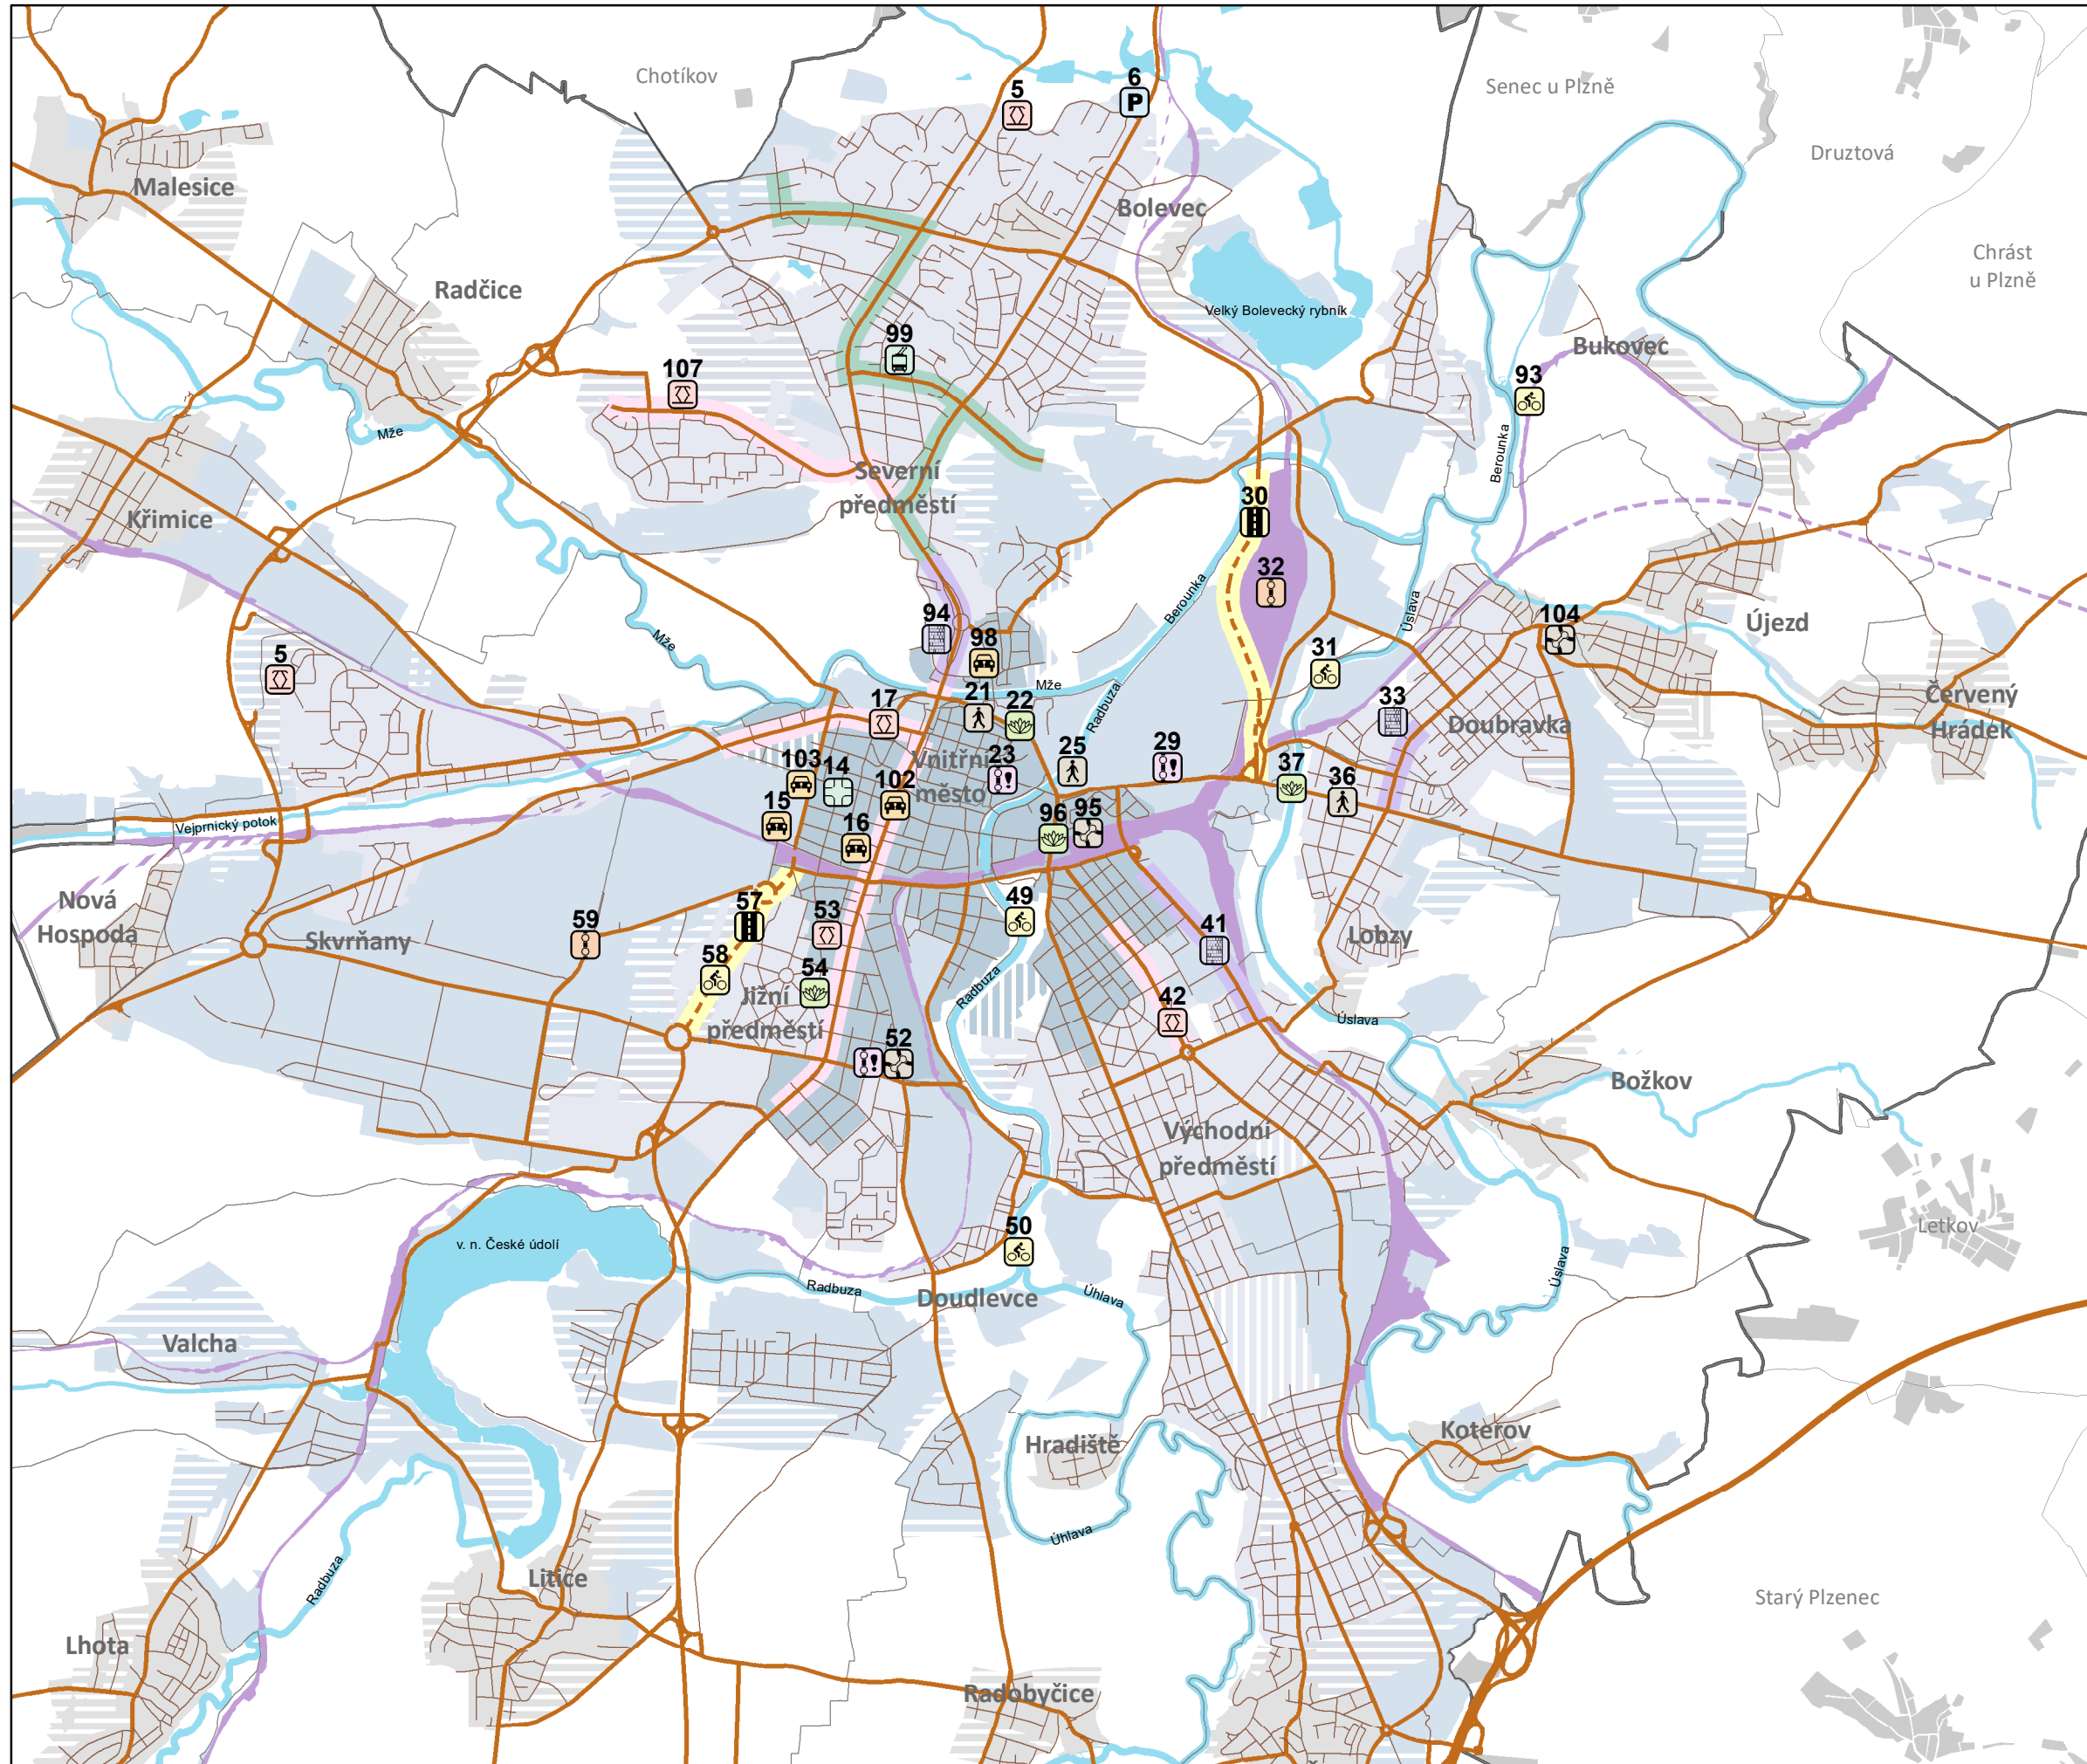 Chotíkov
5
6
P
Senec u Plzně
Druztová
Malesice
Bolevec
Chrást
u Plzně
Radčice
Velký Bolevecký rybník
99
Bukovec
107
93
Mže
Berounka
Severní
předměstí
30
Křimice
32
Berounka
Úslava
94
104
Újezd
98
Mže
5
31
Mže
Červený
Hrádek
17
21
22
Radbuza
33
Doubravka
Vnitřní
město
23
25
29
103
14
102
37
36
15
16
96
95
Vejprnický potok
Nová
Hospoda
57
53
49
59
Skvrňany
41
Lobzy
58
54
Radbuza
Jižní
předměstí
42
Úslava
52
Božkov
Východní
předměstí
50
Letkov
v. n. České údolí
Úslava
Radbuza
Doudlevce
Úhlava
Valcha
Koterov
Hradiště
Úhlava
Radbuza
Litice
Starý Plzenec
Lhota
Radobyčice